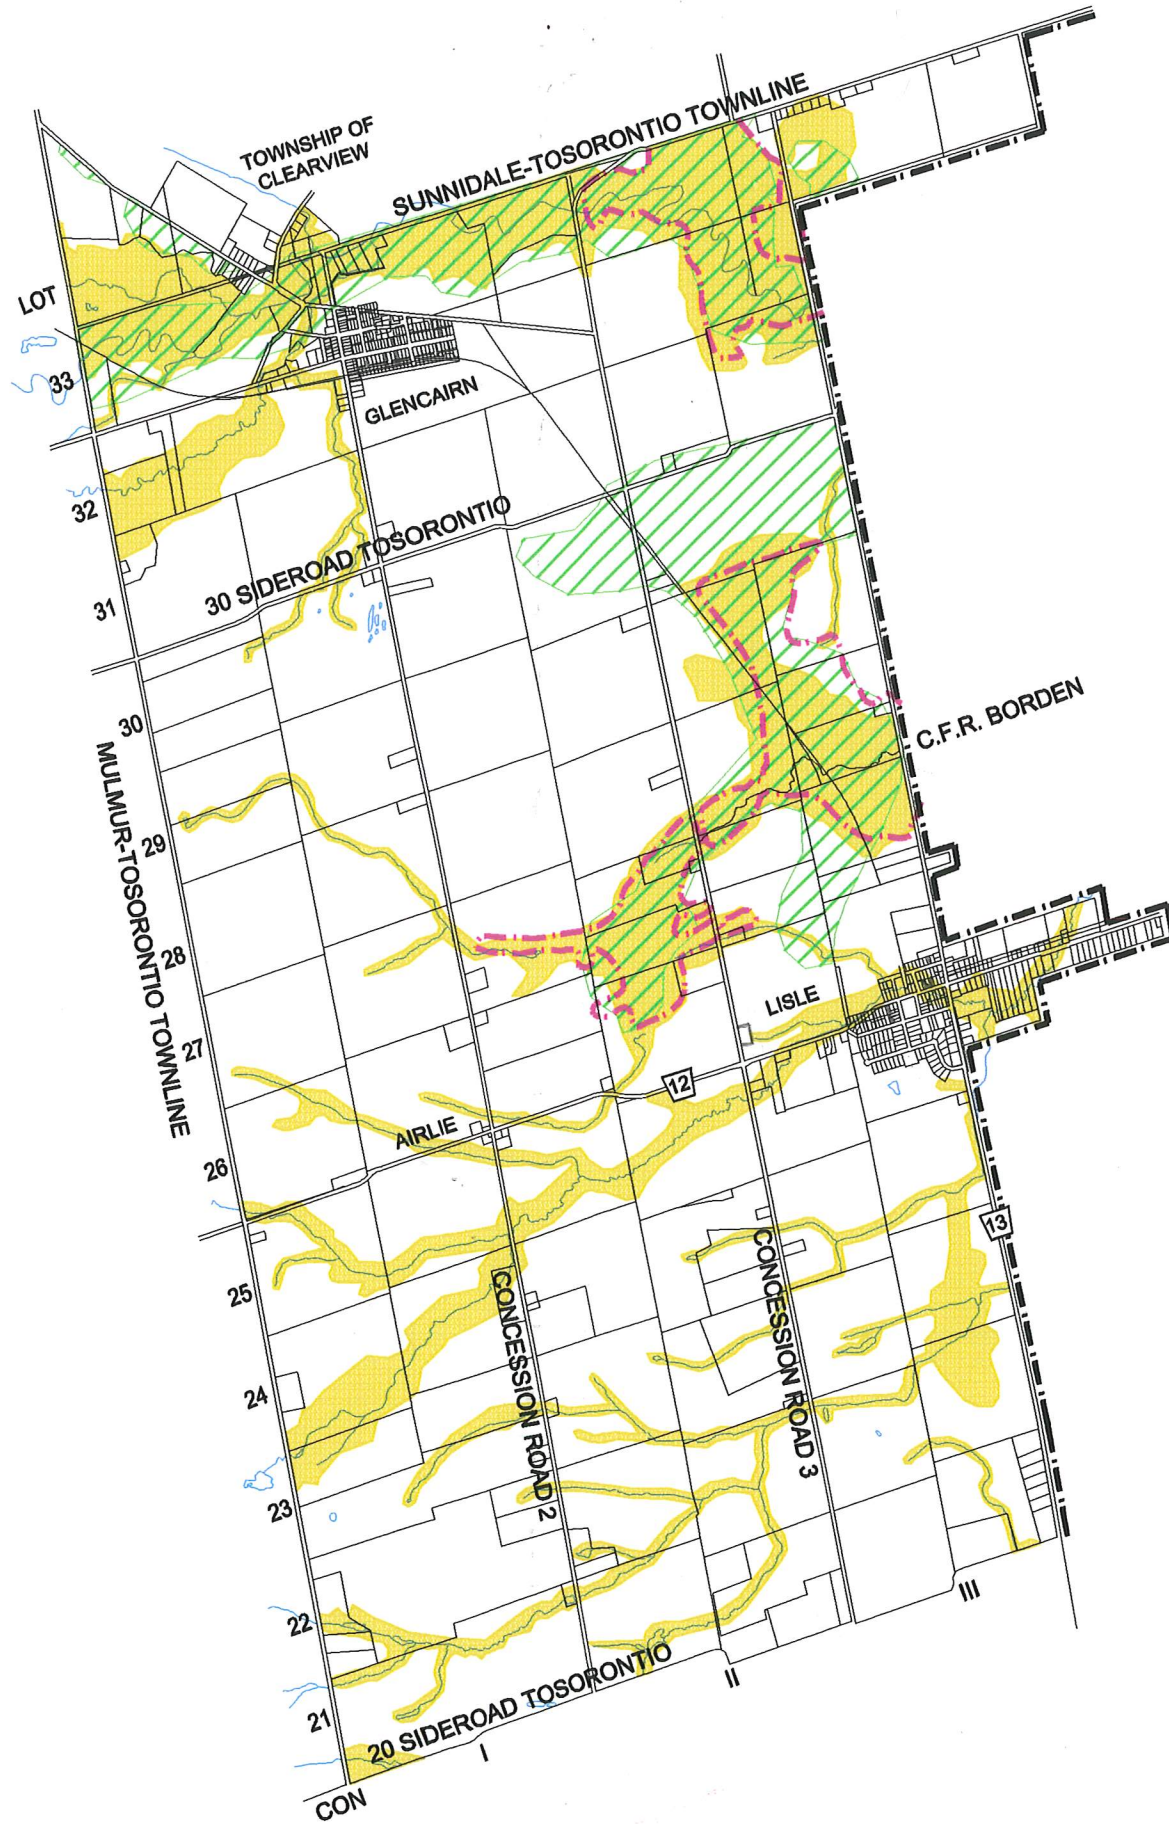 TOWNSHIP OF
CLEARVIEW
SUNNIDALE-TOSORONTIO TOWNLINE
LOT
33
GLENCAIRN
32
30 SIDEROAD TOSORONTIO
31
30
C.F.R. BORDEN
MULMUR-TOSORONTIO TOWNLINE
29
28
LISLE
27
12
AIRLIE
26
13
25
CONCESSION ROAD 2
CONCESSION ROAD 3
24
23
22
III
II
21
20 SIDEROAD TOSORONTIO
I
CON